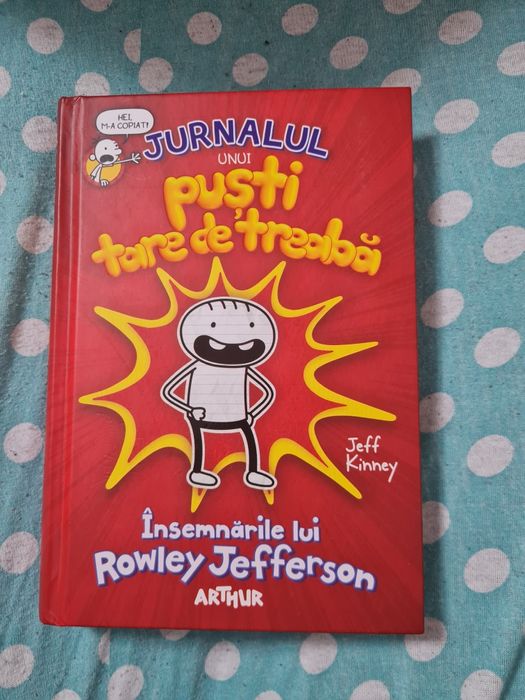 HEI,
M-A COPIAT!
JURNALUL
UNUI
puști
tare de treabă
Jeff
Kinney
Însemnările lui
Rowley Jefferson
ARTHUR